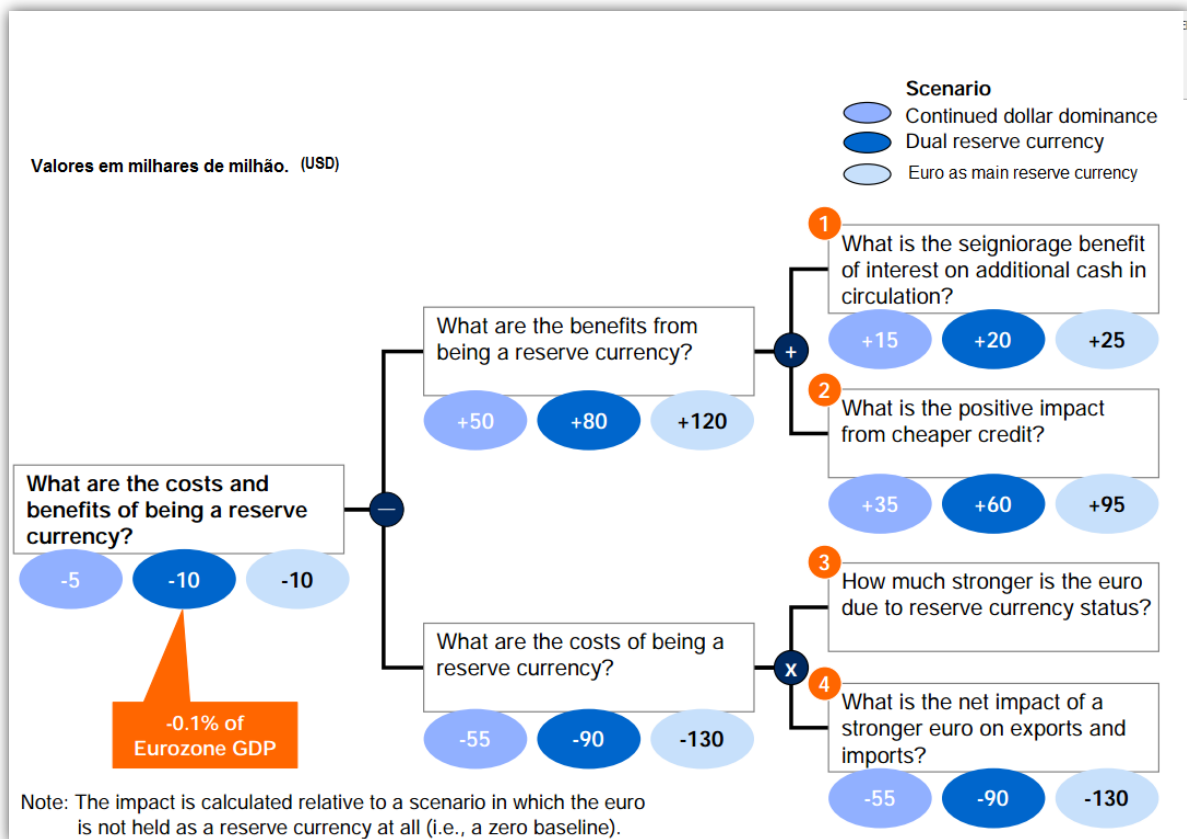 Scenario
Continued dollar dominance
Dual reserve currency
Euro as main reserve currency
Valores em milhares de milhão. (USD)
1
What is the seigniorage benefit
of interest on additional cash in
circulation?
+15 +20 +25
What are the benefits from
being a reserve currency?
+50 +80 +120
+
2
What is the positive impact
from cheaper credit?
+35 +60 +95
What are the costs and
benefits of being a reserve
currency?
-5 -10 -10
—
-0.1% of
Eurozone GDP
3
How much stronger is the euro
due to reserve currency status?
What are the costs of being a
reserve currency?
-55 -90 -130
x
4
What is the net impact of a
stronger euro on exports and
imports?
-55 -90 -130
Note: The impact is calculated relative to a scenario in which the euro
is not held as a reserve currency at all (i.e., a zero baseline).